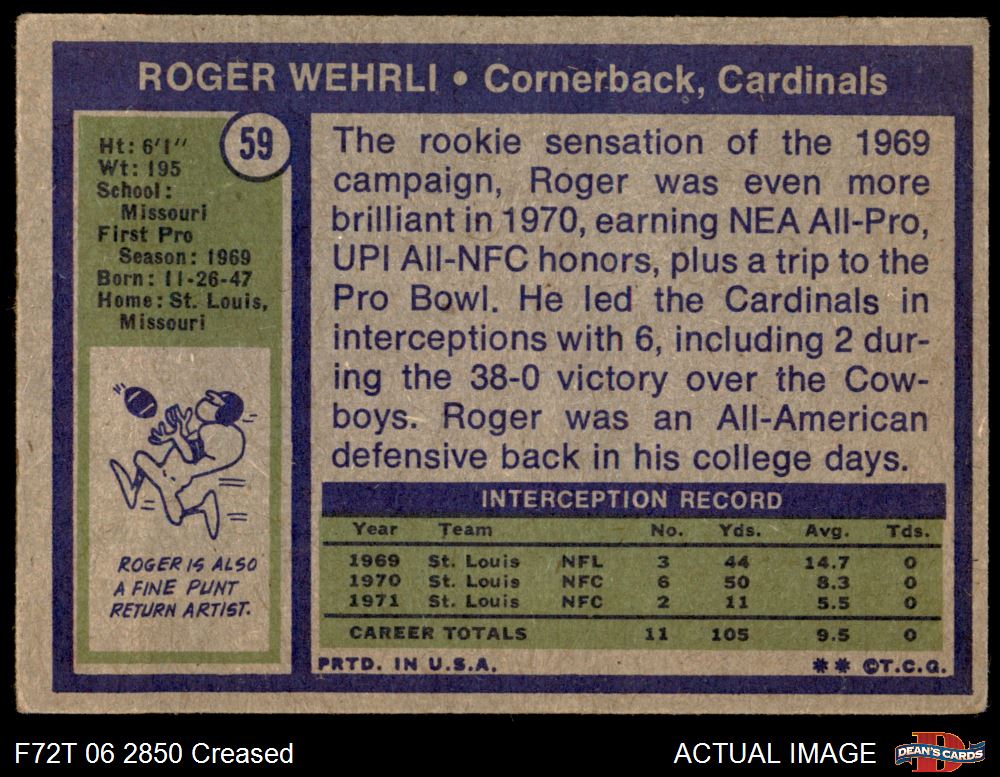 ROGER WEHRLI • Cornerback, Cardinals
59
Ht: 6'1"
Wt: 195
School:
Missouri
First Pro
Season: 1969
Born: 11-26-47
Home: St. Louis,
Missouri
ROGER IS ALSO
A FINE PUNT
RETURN ARTIST.
The rookie sensation of the 1969
campaign, Roger was even more
brilliant in 1970, earning NEA All-Pro,
UPI All-NFC honors, plus a trip to the
Pro Bowl. He led the Cardinals in
interceptions with 6, including 2 dur-
ing the 38-0 victory over the Cow-
boys. Roger was an All-American
defensive back in his college days.
INTERCEPTION RECORD
Year Team No. Yds. Avg. Tds.
1969 St. Louis NFL 3 44 14.7 0
1970 St. Louis NFC 6 50 8.3 0
1971 St. Louis NFC 2 11 5.5 0
CAREER TOTALS 11 105 9.5 0
PRTD. IN U.S.A. ** ©T.C.G.
F72T 06 2850 Creased
ACTUAL IMAGE
D
DEAN'S CARDS